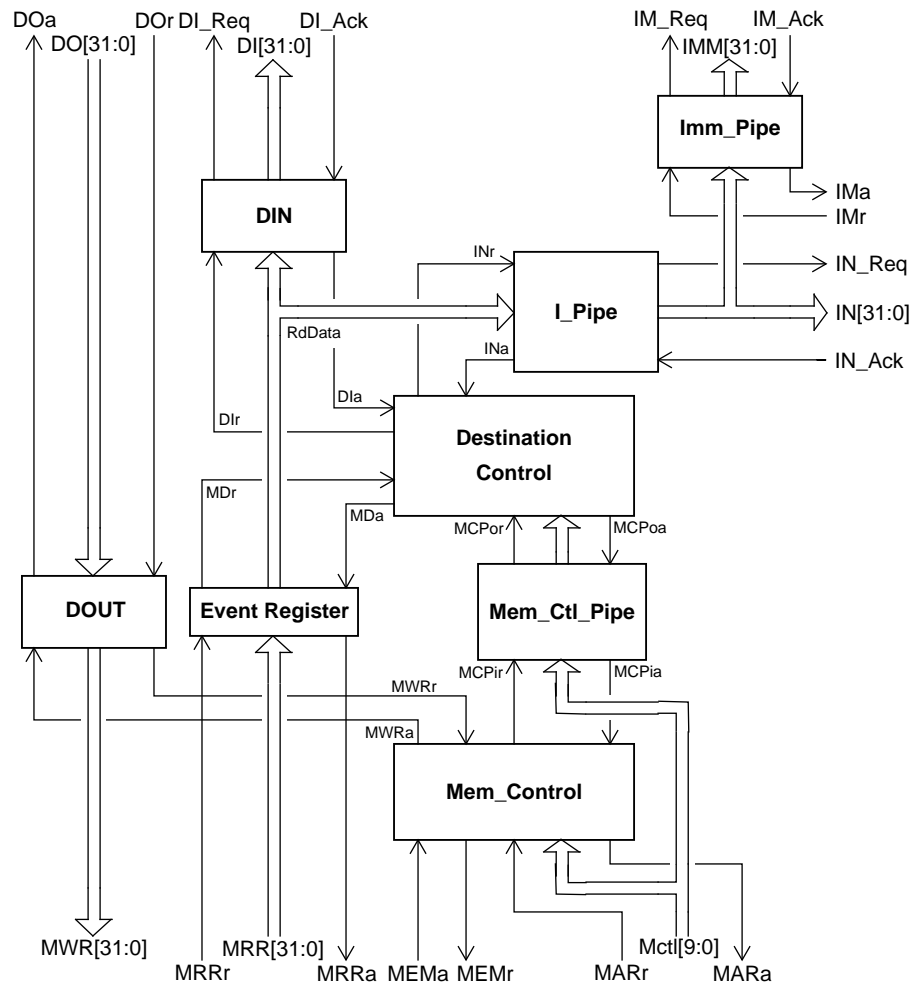 DOa DOr DI_Req DI_Ack IM_Req IM_Ack
DO[31:0] DI[31:0] IMM[31:0]
Imm_Pipe
IMa
DIN
IMr
INr
IN_Req
I_Pipe
IN[31:0]
RdData
INa
IN_Ack
DIa
DIr
Destination
Control
MDr
MDa
MCPor MCPoa
DOUT
Event Register
Mem_Ctl_Pipe
MCPir MCPia
MWRr
MWRa
Mem_Control
MWR[31:0] MRR[31:0] Mctl[9:0]
MRRr MRRa MEMa MEMr MARr MARa